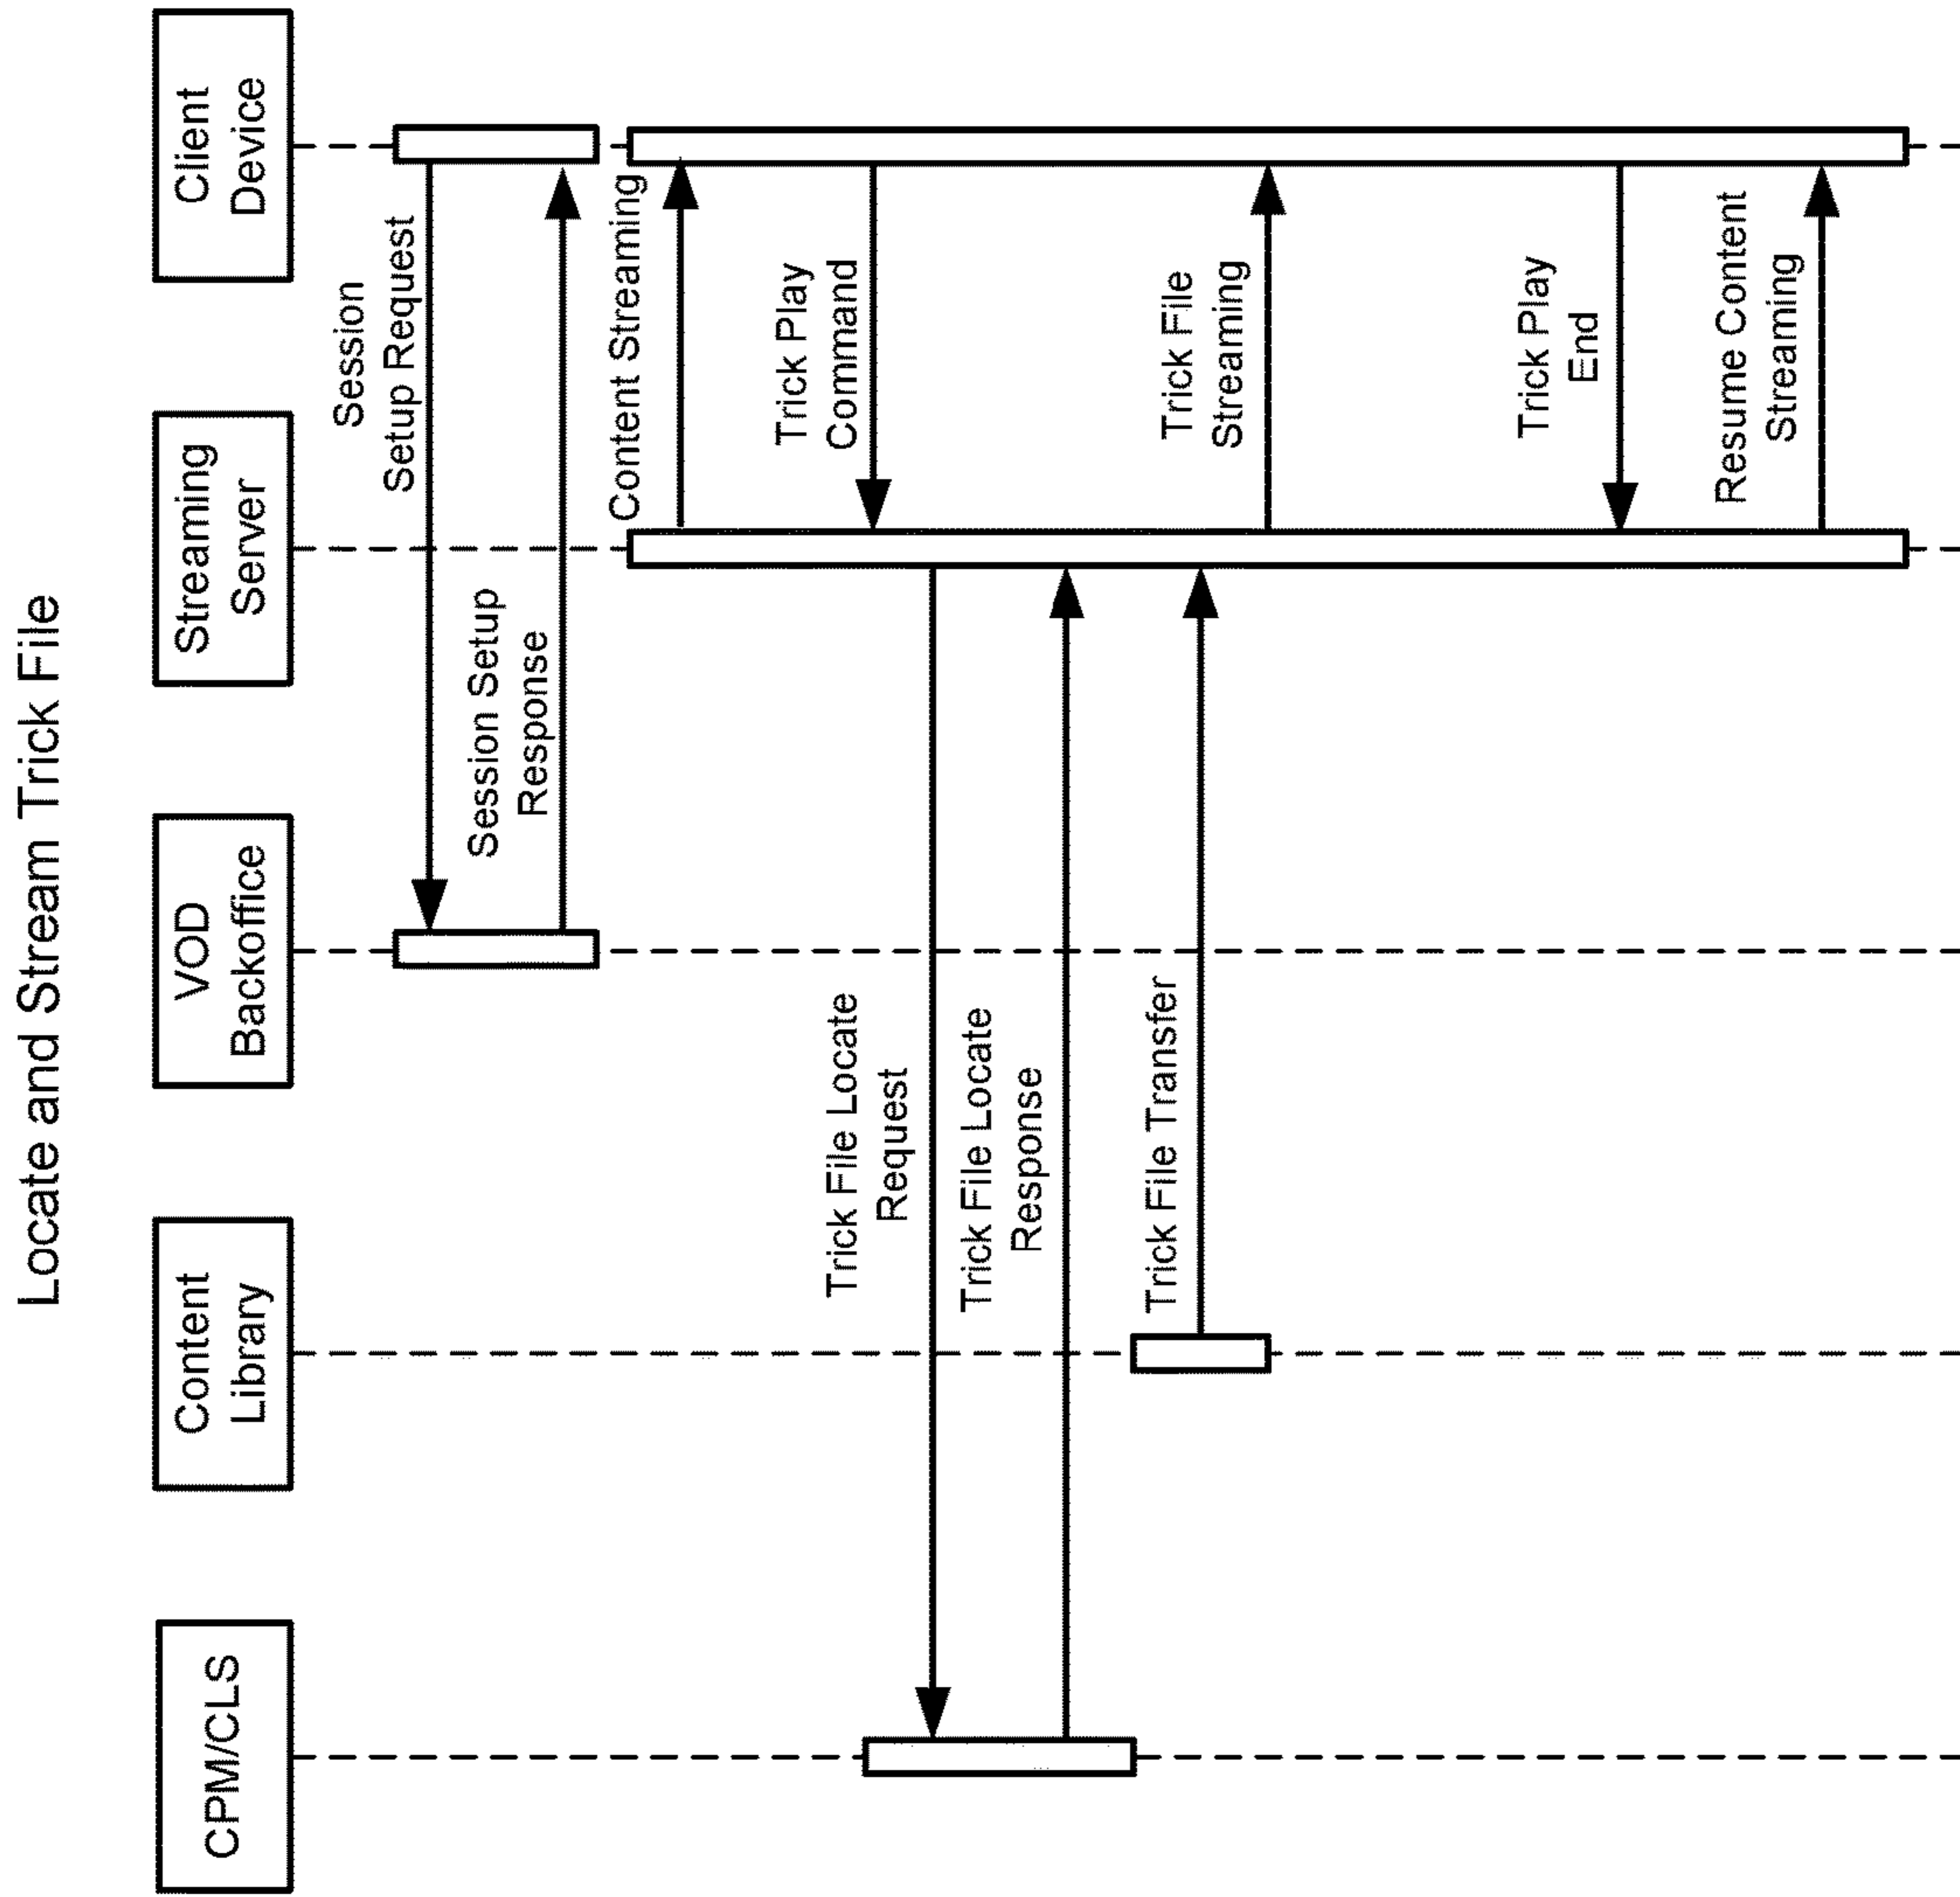 Locate and Stream Trick File
CPM/CLS
Content
Library
VOD
Backoffice
Streaming
Server
Client
Device
Session
Setup Request
Session Setup
Response
Content Streaming
Trick Play
Command
Trick File Locate
Request
Trick File Locate
Response
Trick File Transfer
Trick File
Streaming
Trick Play
End
Resume Content
Streaming